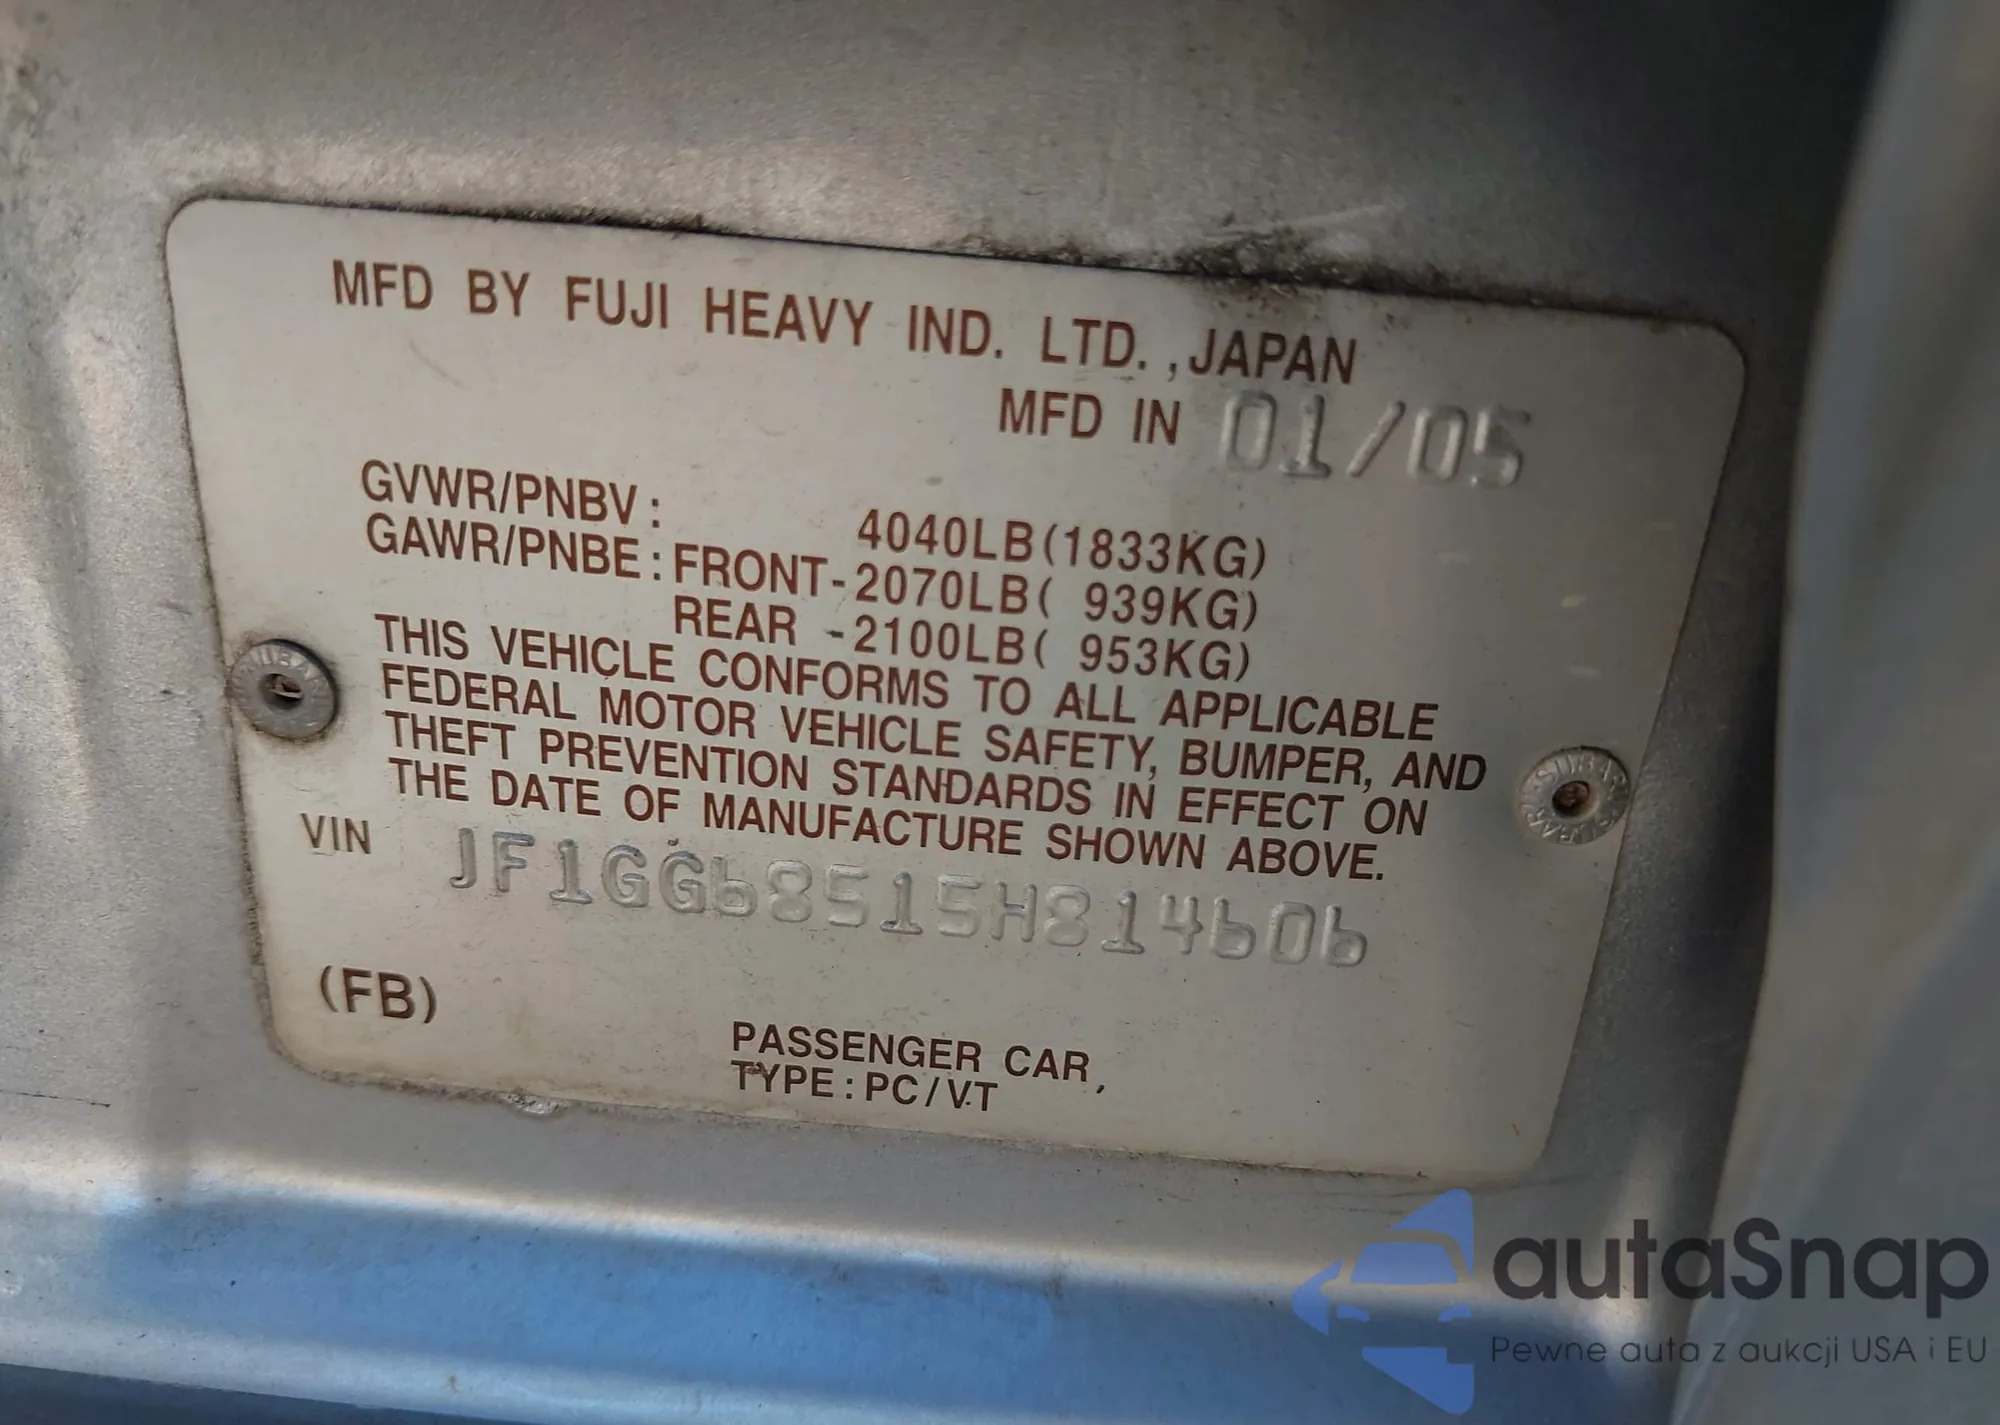 MFD BY FUJI HEAVY IND. LTD., JAPAN
MFD IN 01/05
GVWR/PNBV: 4040LB(1833KG)
GAWR/PNBE: FRONT-2070LB( 939KG)
REAR -2100LB( 953KG)
THIS VEHICLE CONFORMS TO ALL APPLICABLE
FEDERAL MOTOR VEHICLE SAFETY, BUMPER, AND
THEFT PREVENTION STANDARDS IN EFFECT ON
THE DATE OF MANUFACTURE SHOWN ABOVE.
VIN JF1GG68515H814606
(FB)
PASSENGER CAR,
TYPE: PC/VT
SUBARU
autaSnap
Pewne auta z aukcji USA i EU